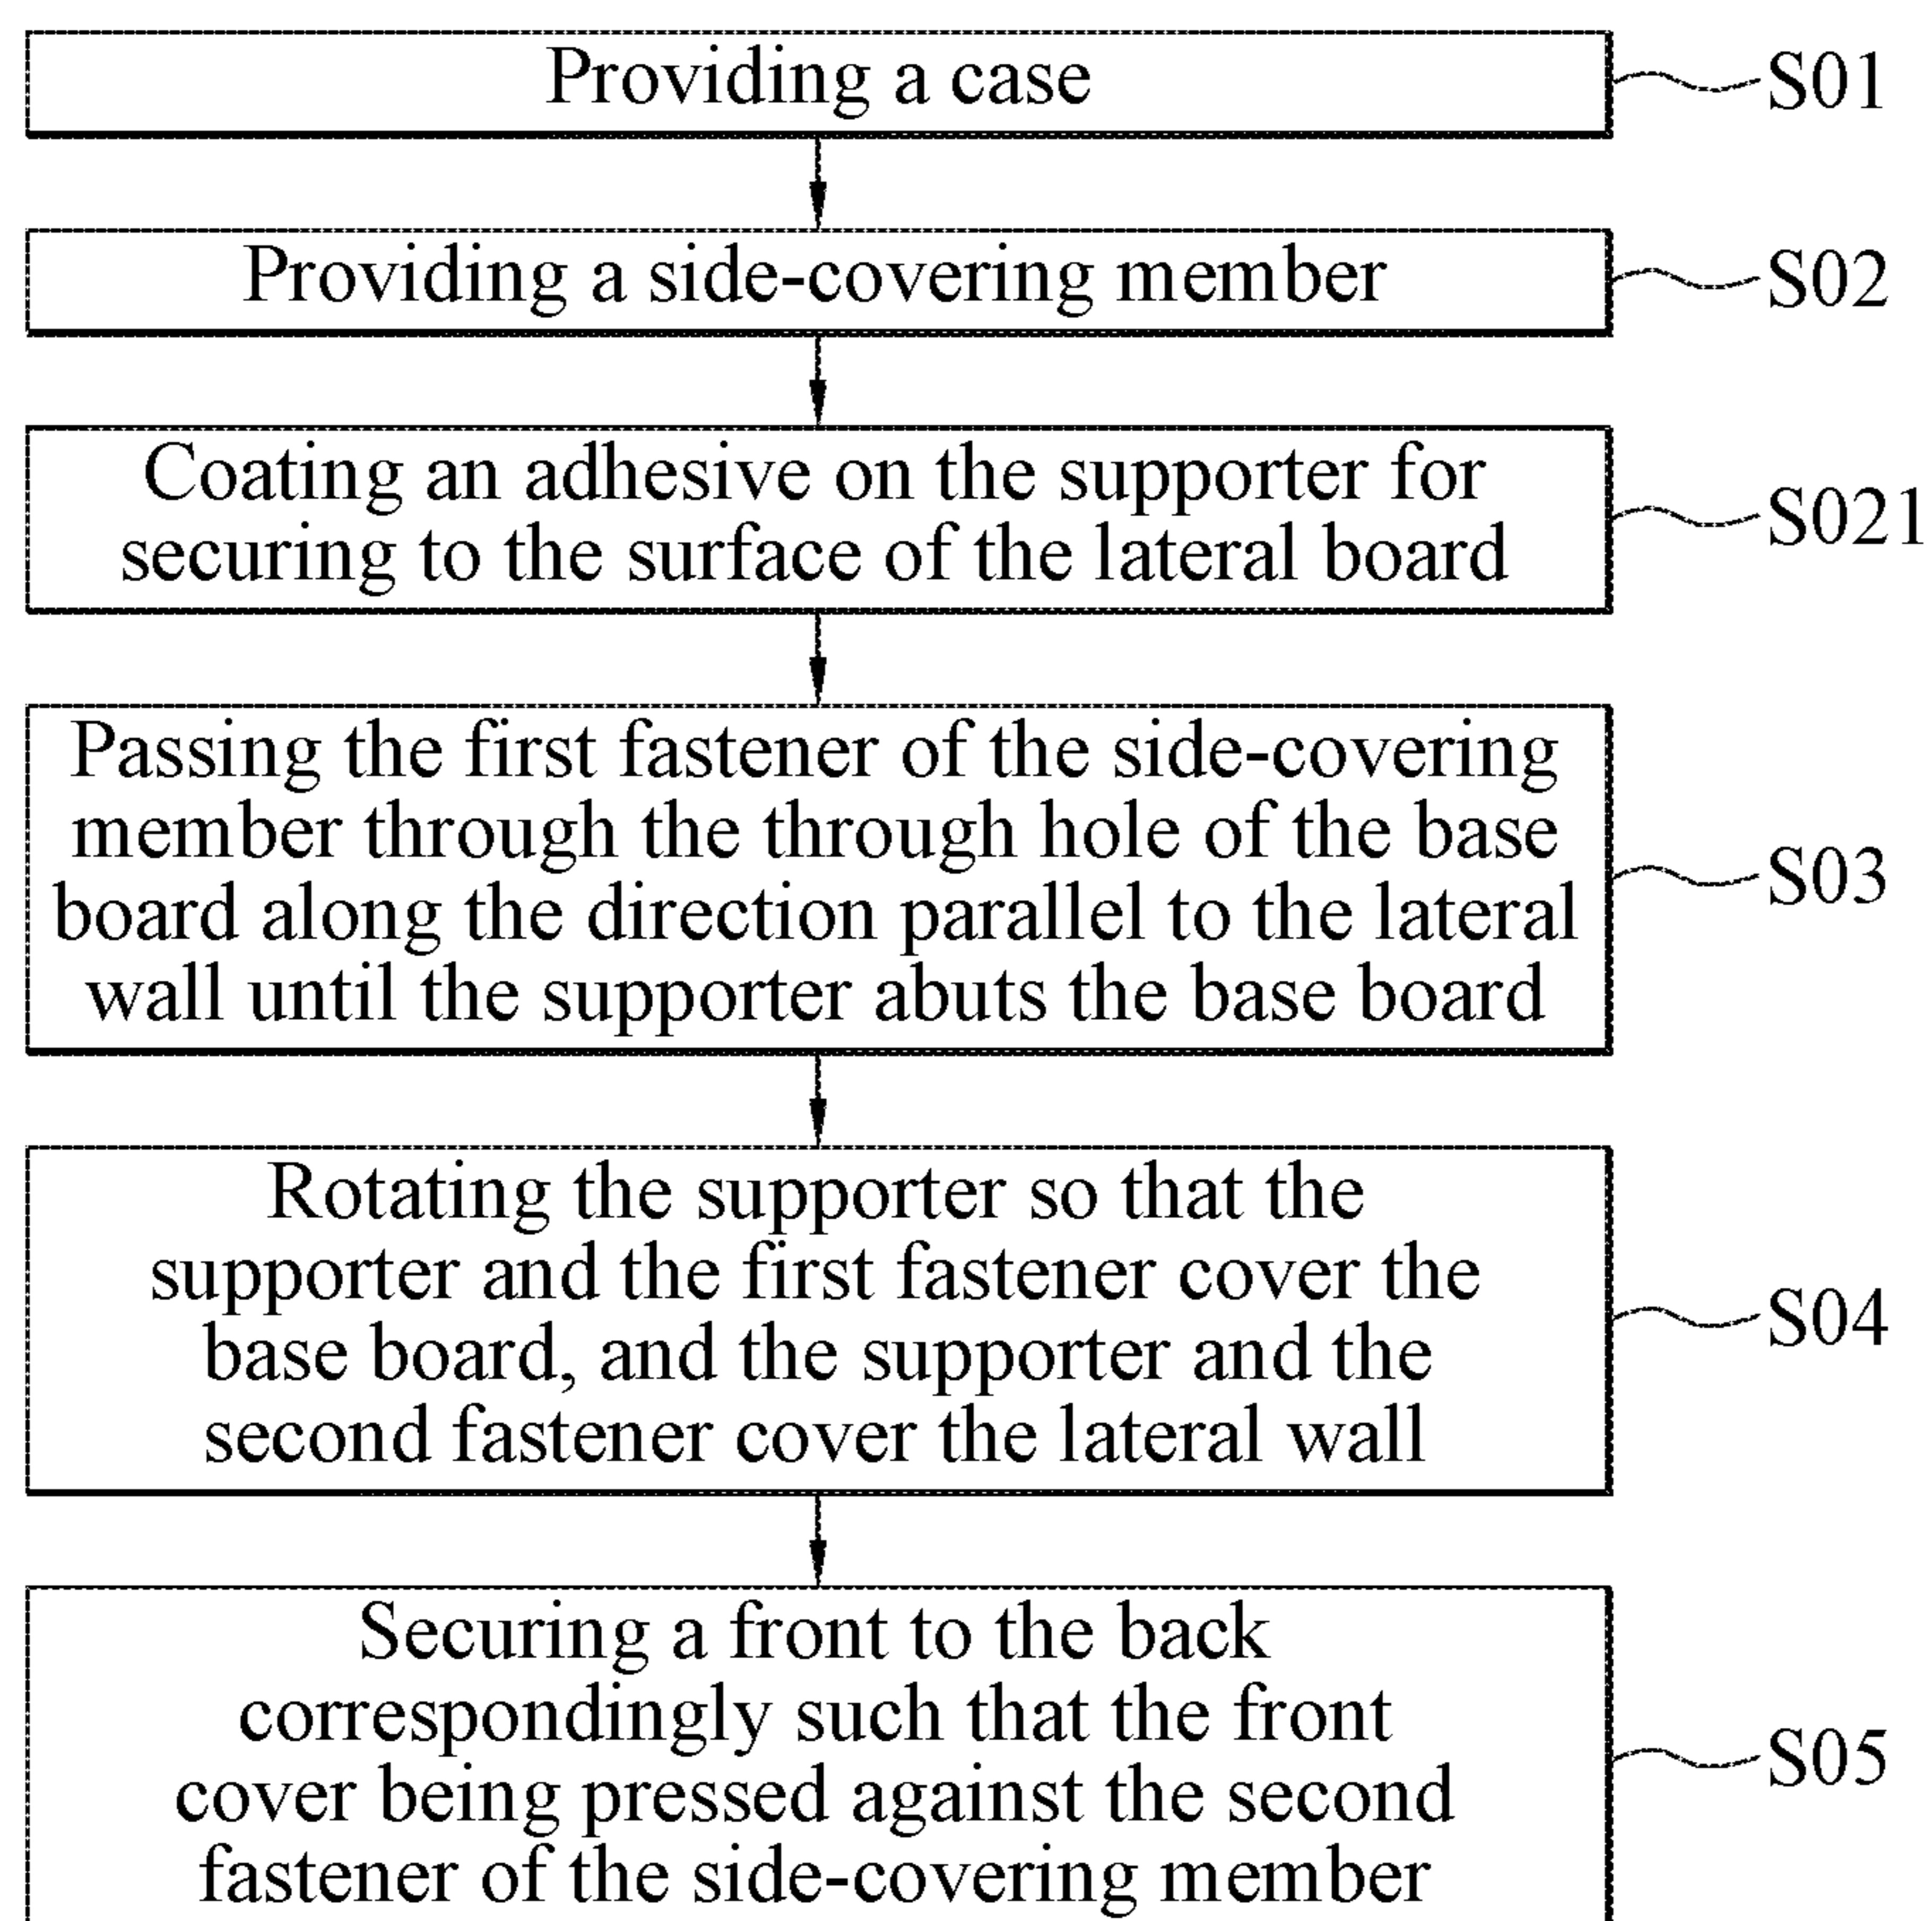 Providing a case
S01
Providing a side-covering member
S02
Coating an adhesive on the supporter for
securing to the surface of the lateral board
S021
Passing the first fastener of the side-covering
member through the through hole of the base
board along the direction parallel to the lateral
wall until the supporter abuts the base board
S03
Rotating the supporter so that the
supporter and the first fastener cover the
base board, and the supporter and the
second fastener cover the lateral wall
S04
Securing a front to the back
correspondingly such that the front
cover being pressed against the second
fastener of the side-covering member
S05